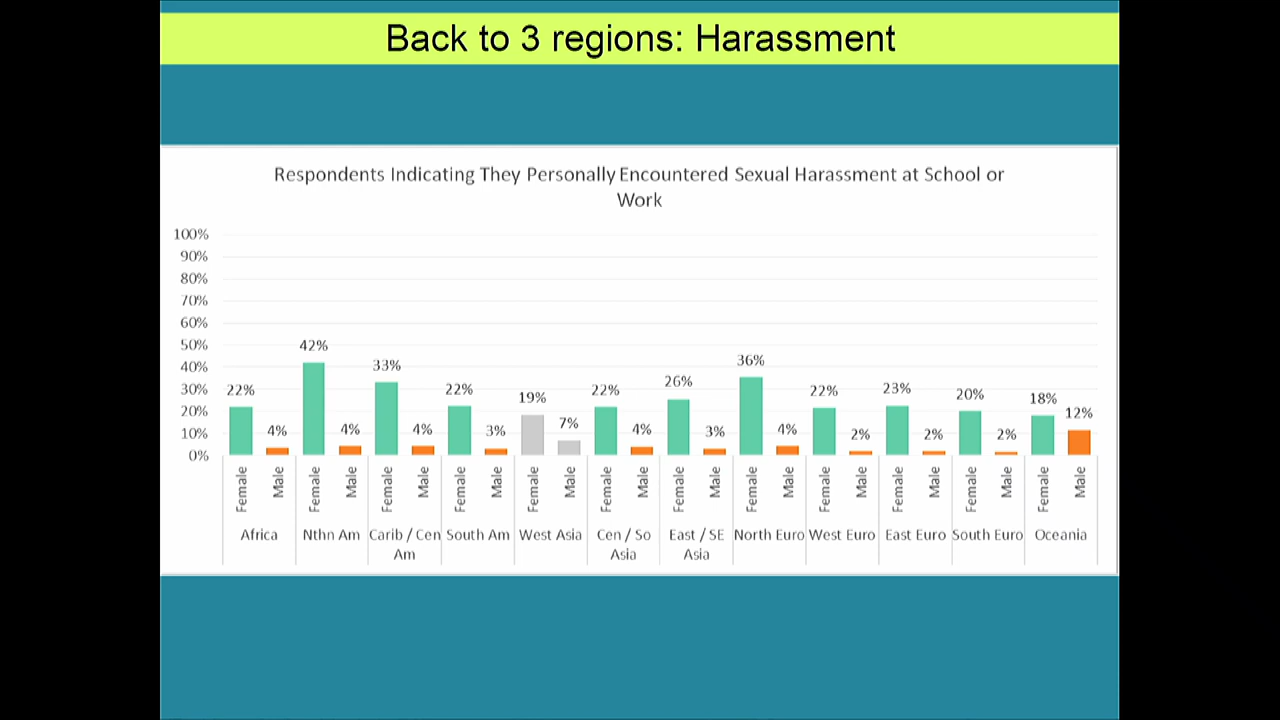 Back to 3 regions: Harassment
Respondents Indicating They Personally Encountered Sexual Harassment at School or
Work
100%
90%
80%
70%
60%
50%
40%
30%
20%
10%
0%
22% 4% 42% 4% 33% 4% 22% 3% 19% 7% 22% 4% 26% 3% 36% 4% 22% 2% 23% 2% 20% 2% 18% 12%
Female Male Female Male Female Male Female Male Female Male Female Male Female Male Female Male Female Male Female Male Female Male Female Male
Africa Nthn Am Carib / Cen South Am West Asia Cen / So East / SE North Euro West Euro East Euro South Euro Oceania
Am Asia Asia